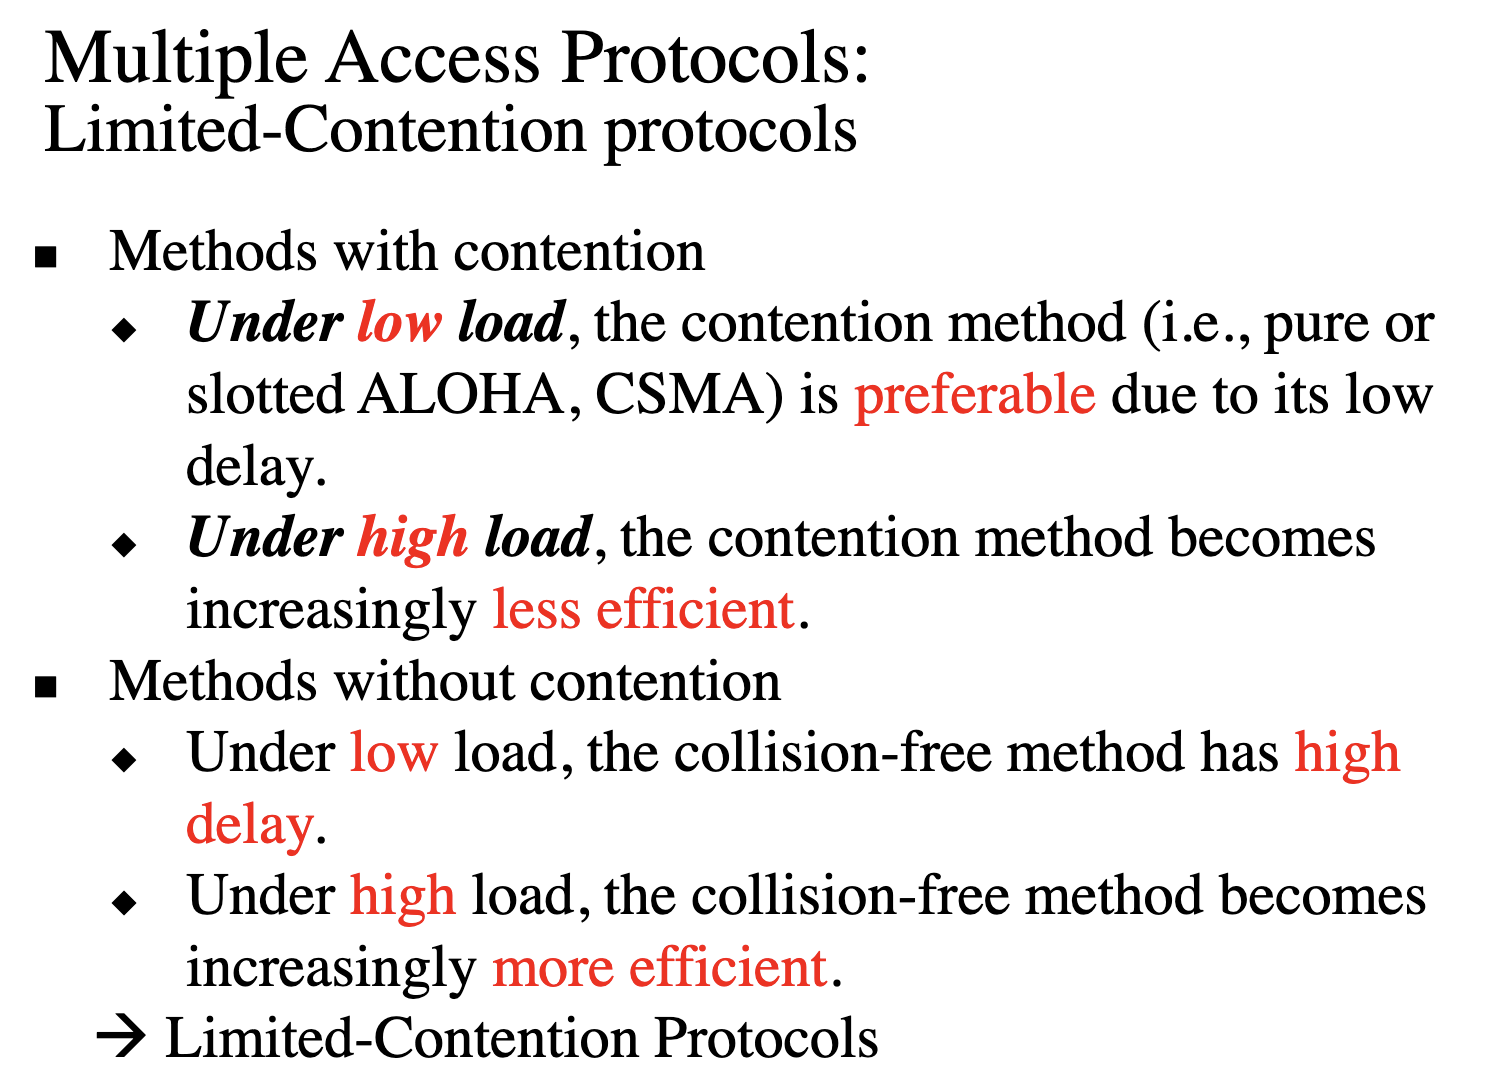 Multiple Access Protocols:
Limited-Contention protocols
■ Methods with contention
◆ Under low load, the contention method (i.e., pure or
slotted ALOHA, CSMA) is preferable due to its low
delay.
◆ Under high load, the contention method becomes
increasingly less efficient.
■ Methods without contention
◆ Under low load, the collision-free method has high
delay.
◆ Under high load, the collision-free method becomes
increasingly more efficient.
→ Limited-Contention Protocols